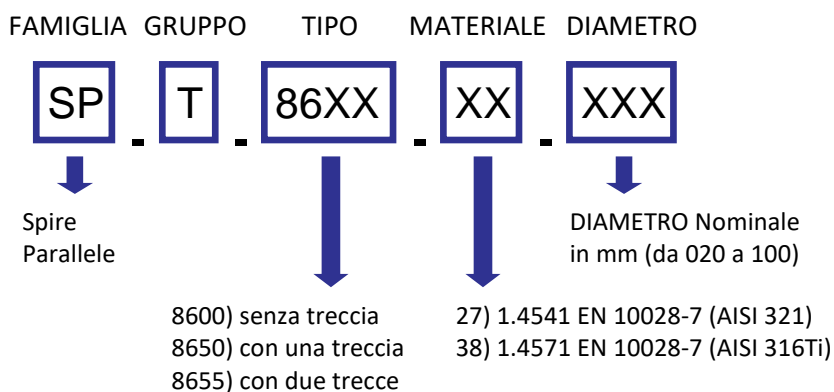 FAMIGLIA GRUPPO TIPO MATERIALE DIAMETRO
SP - T - 86XX - XX - XXX
Spire
Parallele
DIAMETRO Nominale
in mm (da 020 a 100)
8600) senza treccia
8650) con una treccia
8655) con due trecce
27) 1.4541 EN 10028-7 (AISI 321)
38) 1.4571 EN 10028-7 (AISI 316Ti)